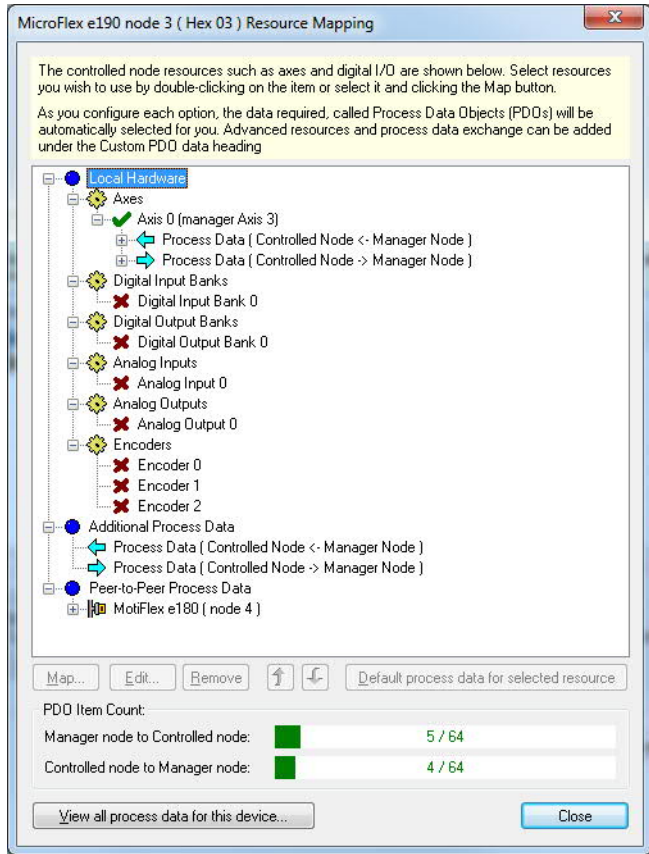 MicroFlex e190 node 3 ( Hex 03 ) Resource Mapping
The controlled node resources such as axes and digital I/O are shown below. Select resources
you wish to use by double-clicking on the item or select it and clicking the Map button.
As you configure each option, the data required, called Process Data Objects (PDOs) will be
automatically selected for you. Advanced resources and process data exchange can be added
under the Custom PDO data heading
Local Hardware
Axes
Axis 0 (manager Axis 3)
Process Data ( Controlled Node <- Manager Node )
Process Data ( Controlled Node -> Manager Node )
Digital Input Banks
Digital Input Bank 0
Digital Output Banks
Digital Output Bank 0
Analog Inputs
Analog Input 0
Analog Outputs
Analog Output 0
Encoders
Encoder 0
Encoder 1
Encoder 2
Additional Process Data
Process Data ( Controlled Node <- Manager Node )
Process Data ( Controlled Node -> Manager Node )
Peer-to-Peer Process Data
MotiFlex e180 ( node 4 )
Map... Edit... Remove Default process data for selected resource
PDO Item Count:
Manager node to Controlled node: 5 / 64
Controlled node to Manager node: 4 / 64
View all process data for this device... Close